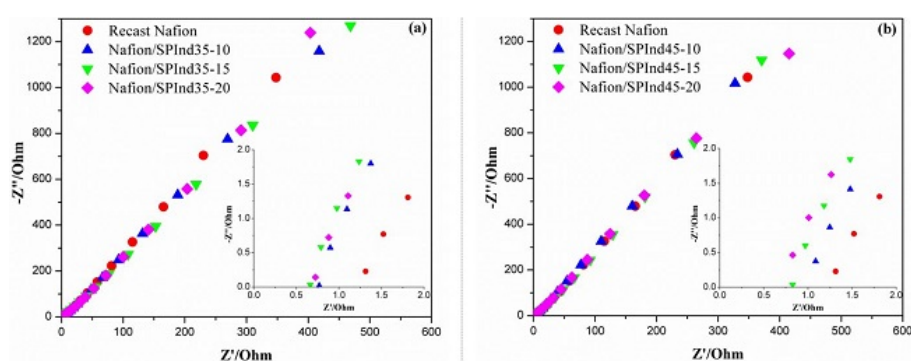 (a)
Recast Nafion
Nafion/SPInd35-10
Nafion/SPInd35-15
Nafion/SPInd35-20
1200
1000
800
600
400
200
0
-Z''/Ohm
0 100 200 300 400 500 600
Z'/Ohm
2.0
1.5
1.0
0.5
0.0
-Z''/Ohm
0.0 0.5 1.0 1.5 2.0
Z'/Ohm
(b)
Recast Nafion
Nafion/SPInd45-10
Nafion/SPInd45-15
Nafion/SPInd45-20
1200
1000
800
600
400
200
0
-Z''/Ohm
0 100 200 300 400 500 600
Z'/Ohm
2.0
1.5
1.0
0.5
0.0
-Z''/Ohm
0.0 0.5 1.0 1.5 2.0
Z'/Ohm